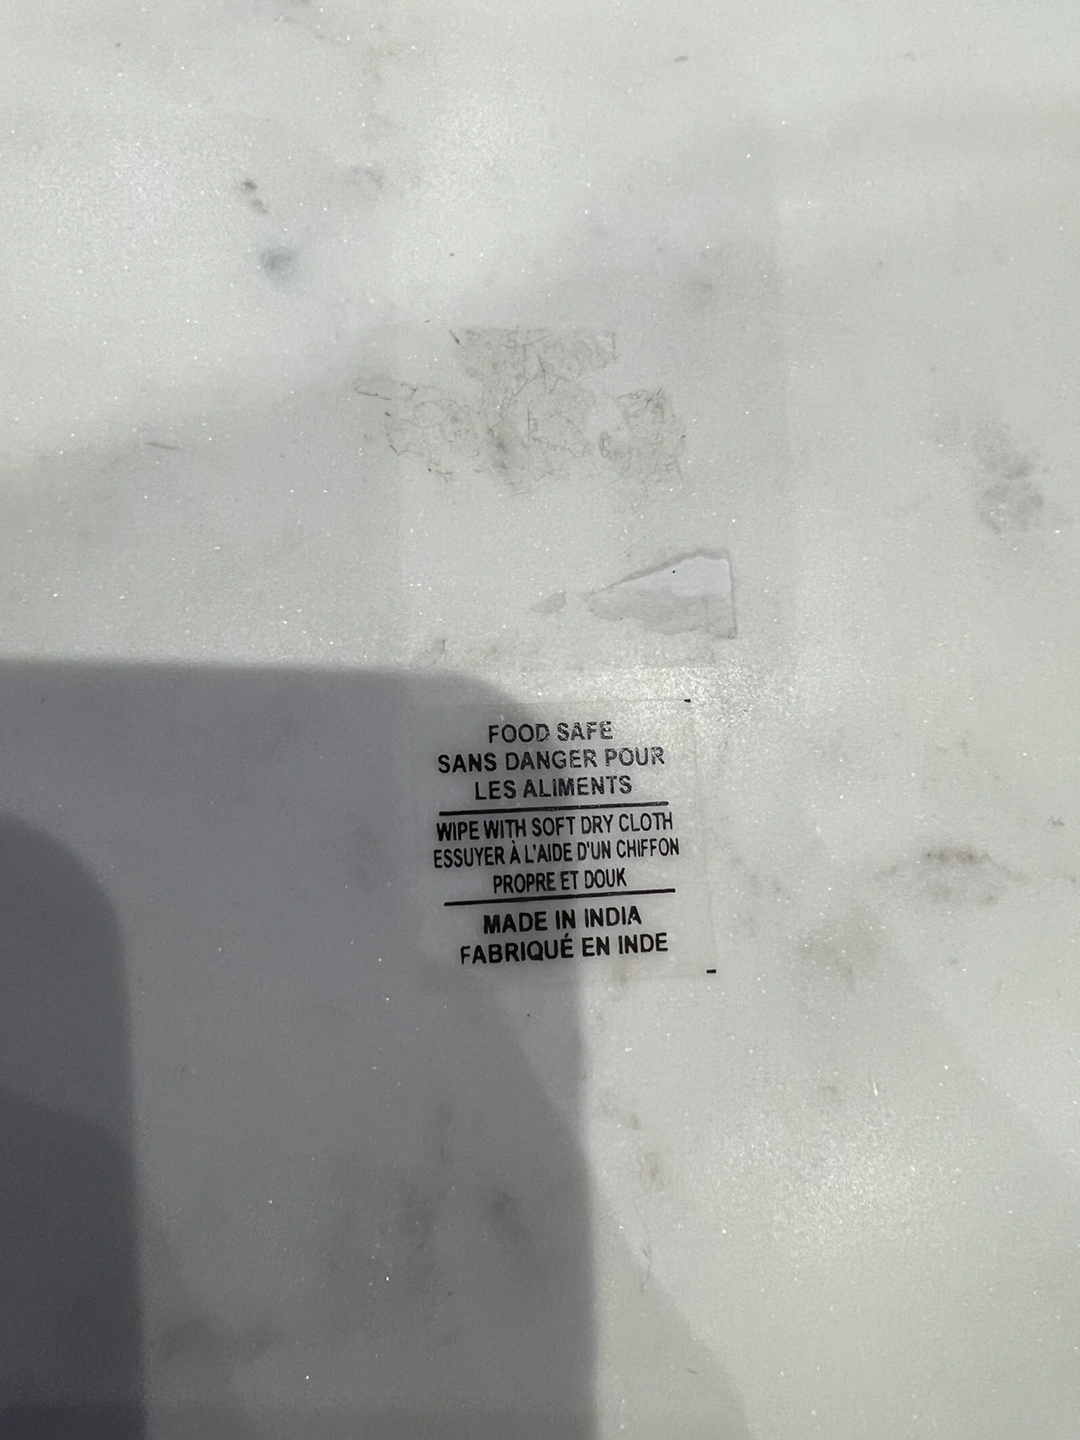 FOOD SAFE
SANS DANGER POUR
LES ALIMENTS
WIPE WITH SOFT DRY CLOTH
ESSUYER À L'AIDE D'UN CHIFFON
PROPRE ET DOUK
MADE IN INDIA
FABRIQUÉ EN INDE